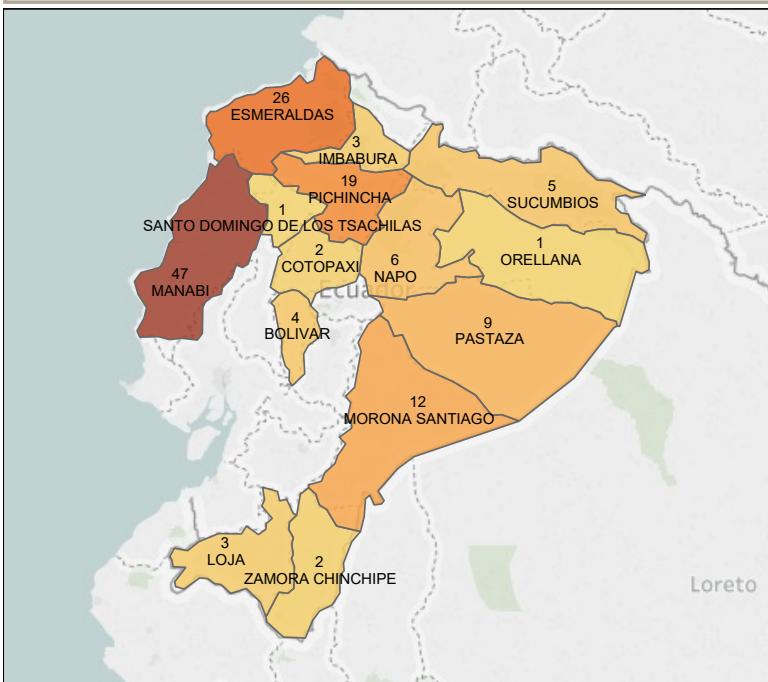 26
ESMERALDAS
3
IMBABURA
19
PICHINCHA
5
SUCUMBIOS
1
SANTO DOMINGO DE LOS TSACHILAS
2
COTOPAXI
6
NAPO
1
ORELLANA
47
MANABI
Ecuador
4
BOLIVAR
9
PASTAZA
12
MORONA SANTIAGO
3
LOJA
2
ZAMORA CHINCHIPE
Loreto